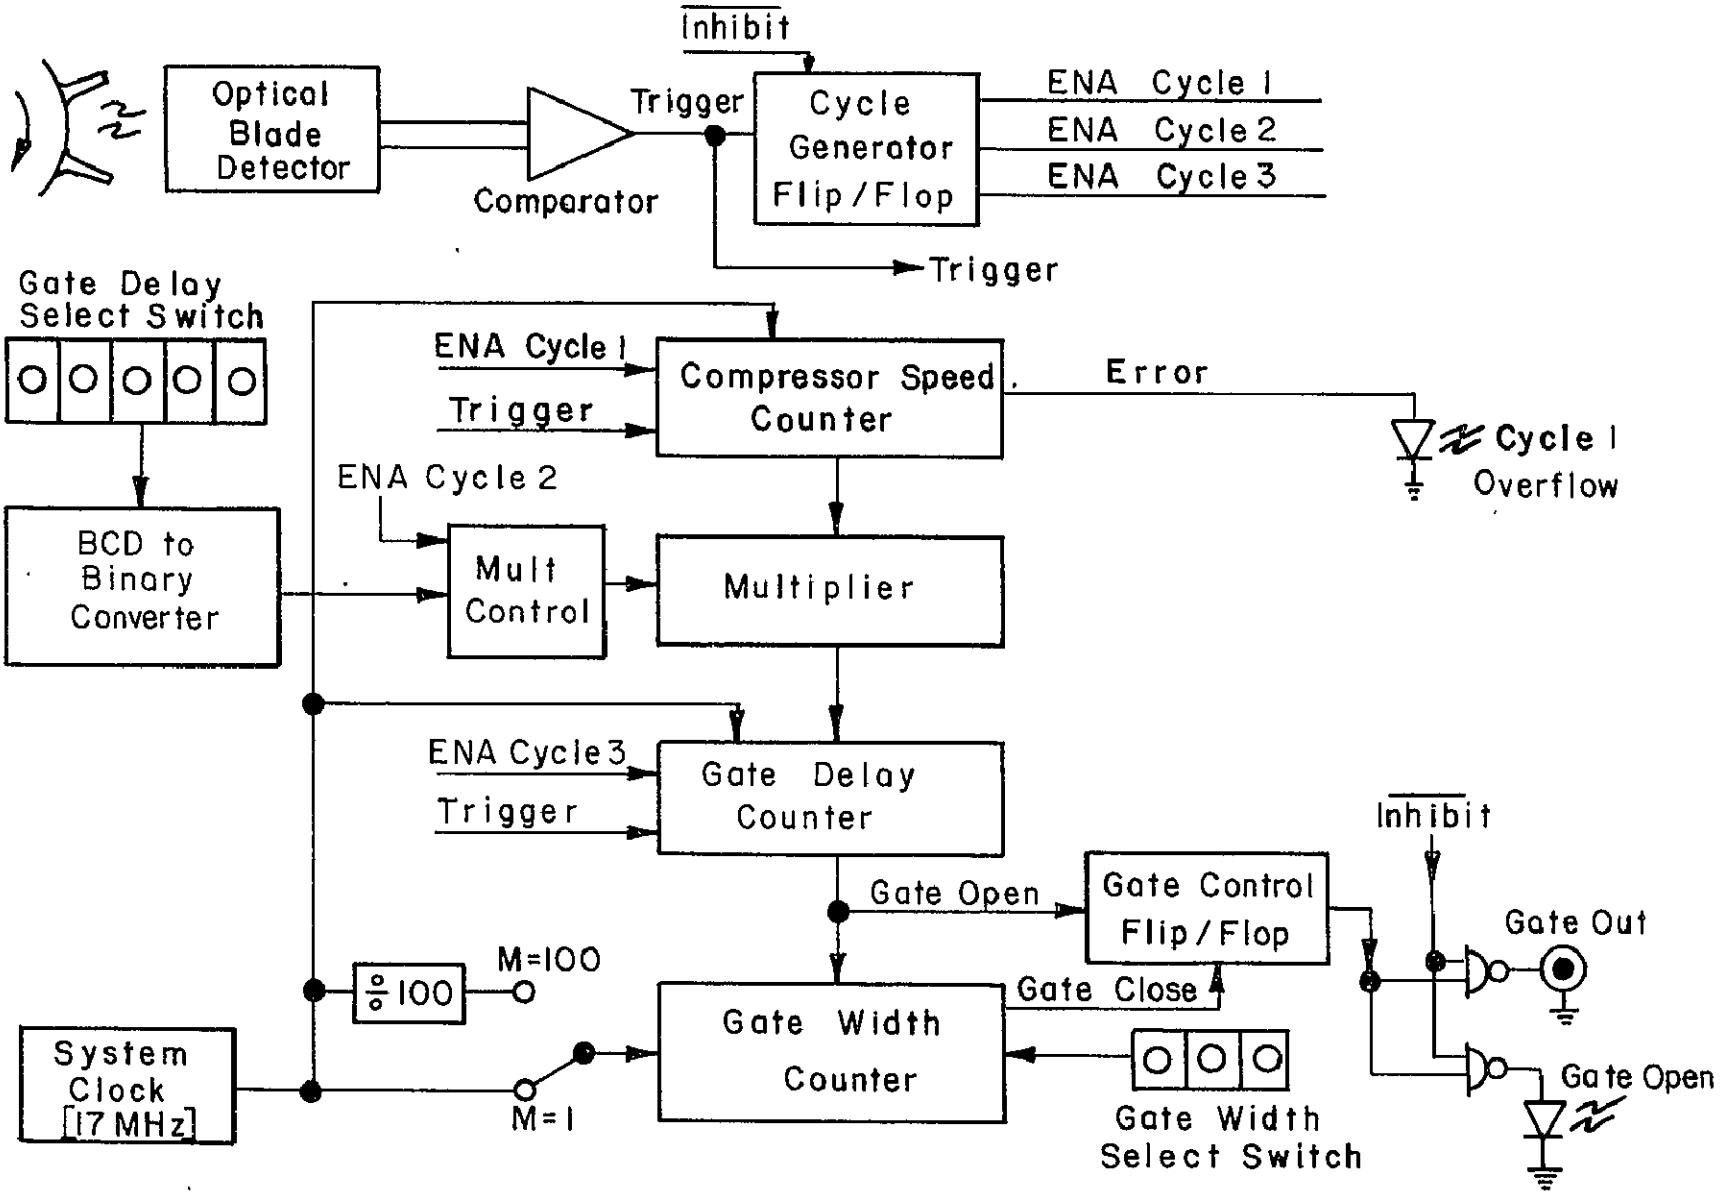 Inhibit
Optical
Blade
Detector
Trigger
Comparator
Cycle
Generator
Flip/Flop
ENA Cycle 1
ENA Cycle 2
ENA Cycle 3
Trigger
Gate Delay
Select Switch
ENA Cycle 1
Trigger
Compressor Speed
Counter
Error
Cycle 1
Overflow
ENA Cycle 2
BCD to
Binary
Converter
Mult
Control
Multiplier
ENA Cycle 3
Trigger
Gate Delay
Counter
Inhibit
Gate Open
Gate Control
Flip/Flop
Gate Out
÷100
M=100
Gate Close
Gate Width
Counter
System
Clock
[17 MHz]
M=1
Gate Width
Select Switch
Gate Open